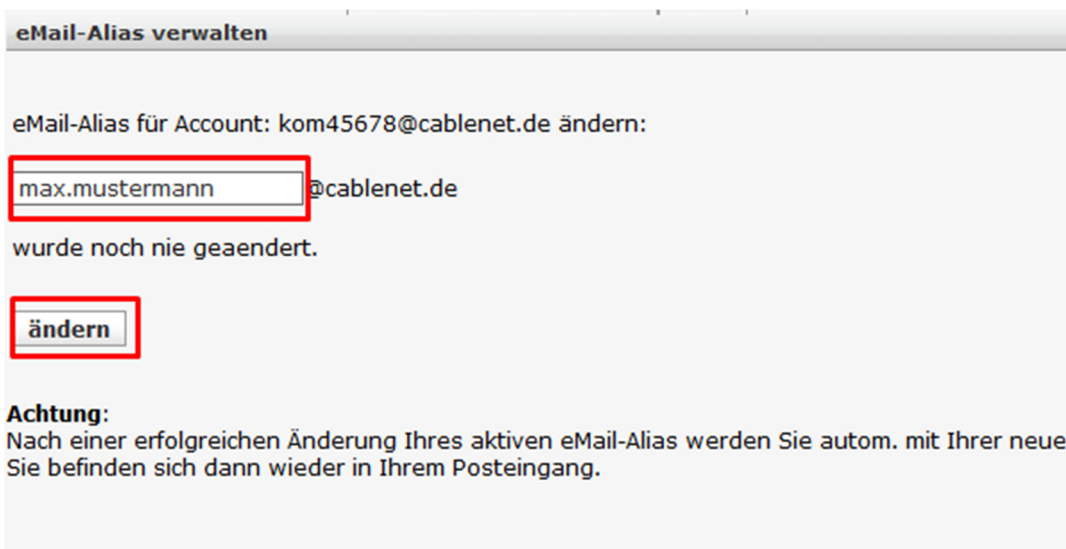 eMail-Alias verwalten
eMail-Alias für Account: kom45678@cablenet.de ändern:
max.mustermann @cablenet.de
wurde noch nie geaendert.
ändern
Achtung:
Nach einer erfolgreichen Änderung Ihres aktiven eMail-Alias werden Sie autom. mit Ihrer neue
Sie befinden sich dann wieder in Ihrem Posteingang.